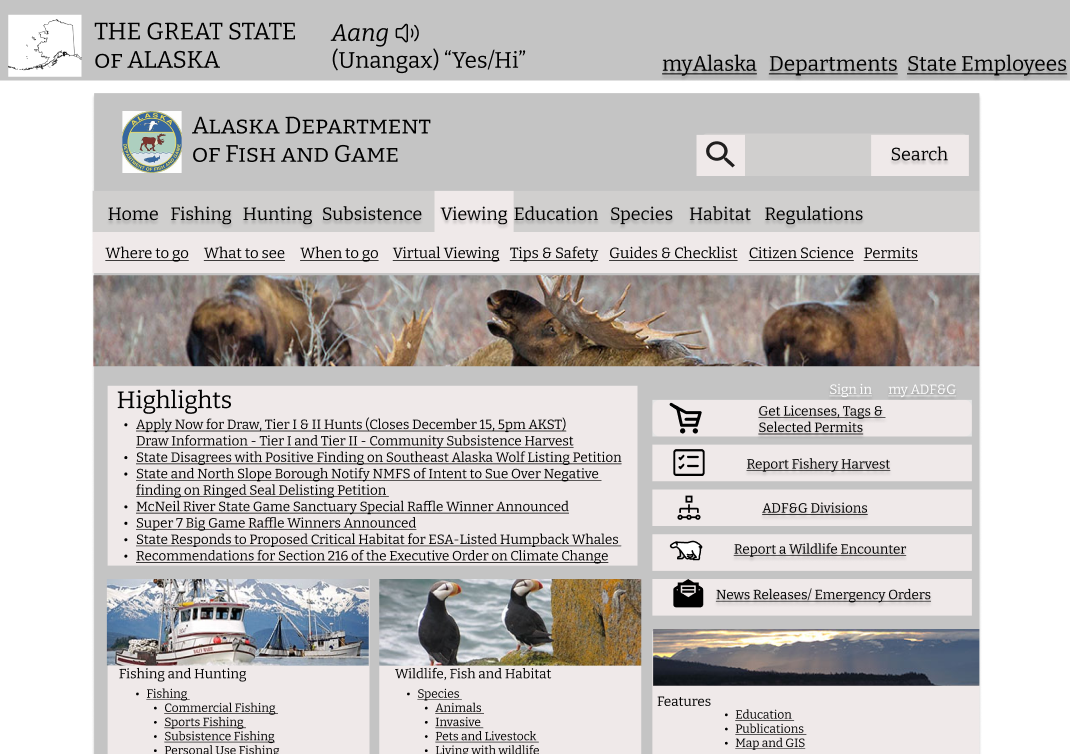 THE GREAT STATE
OF ALASKA
Aang
(Unangax) “Yes/Hi”
myAlaska Departments State Employees
ALASKA
ALASKA DEPARTMENT
OF FISH AND GAME
Search
Home Fishing Hunting Subsistence Viewing Education Species Habitat Regulations
Where to go What to see When to go Virtual Viewing Tips & Safety Guides & Checklist Citizen Science Permits
Sign in my ADF&G
Highlights
• Apply Now for Draw, Tier I & II Hunts (Closes December 15, 5pm AKST)
Draw Information - Tier I and Tier II - Community Subsistence Harvest
• State Disagrees with Positive Finding on Southeast Alaska Wolf Listing Petition
• State and North Slope Borough Notify NMFS of Intent to Sue Over Negative
finding on Ringed Seal Delisting Petition
• McNeil River State Game Sanctuary Special Raffle Winner Announced
• Super 7 Big Game Raffle Winners Announced
• State Responds to Proposed Critical Habitat for ESA-Listed Humpback Whales
• Recommendations for Section 216 of the Executive Order on Climate Change
Get Licenses, Tags &
Selected Permits
Report Fishery Harvest
ADF&G Divisions
Report a Wildlife Encounter
News Releases/ Emergency Orders
Fishing and Hunting
• Fishing
• Commercial Fishing
• Sports Fishing
• Subsistence Fishing
• Personal Use Fishing
Wildlife, Fish and Habitat
• Species
• Animals
• Invasive
• Pets and Livestock
• Living with wildlife
Features
• Education
• Publications
• Map and GIS